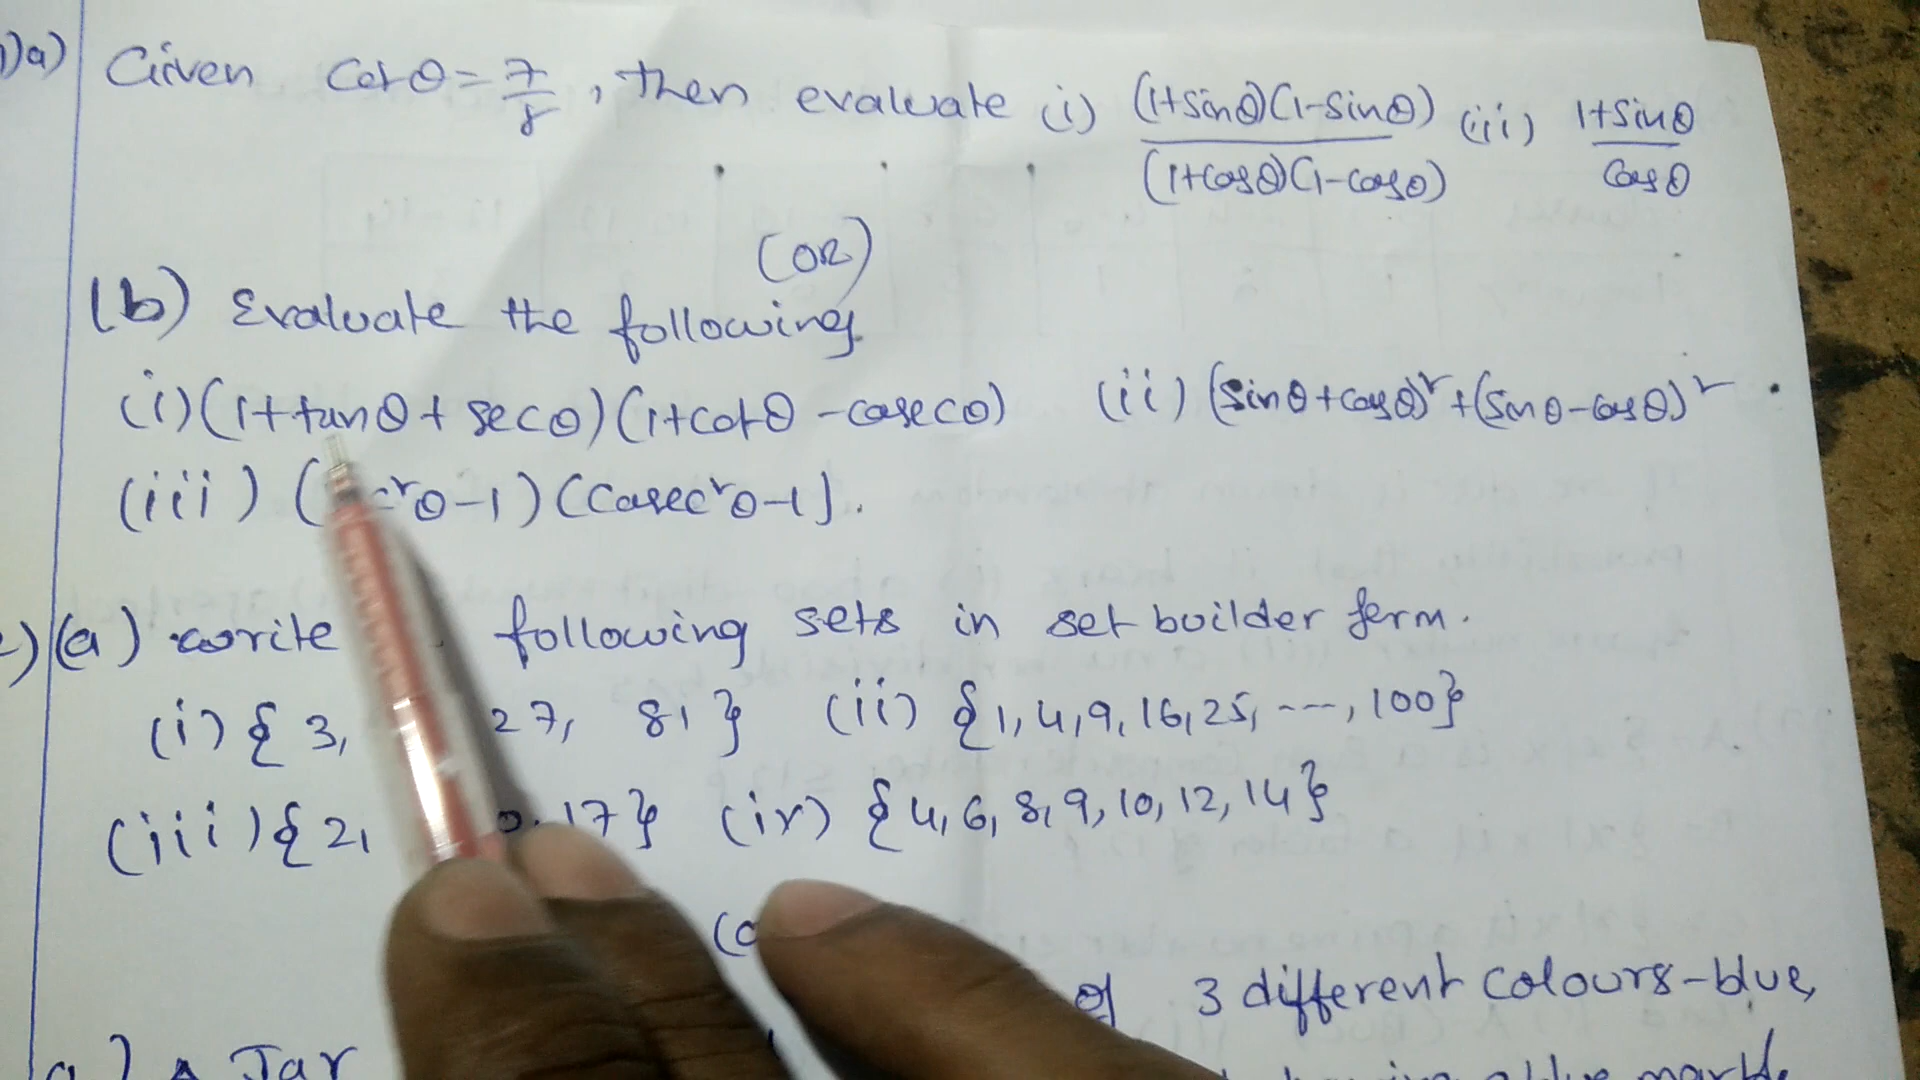 1)a) Given cotθ = 7/8, then evaluate (i) (1+sinθ)(1-sinθ)/(1+cosθ)(1-cosθ) (ii) 1+sinθ/cosθ
(OR)
(b) Evaluate the following
(i) (1+tanθ+secθ)(1+cotθ-cosecθ) (ii) (sinθ+cosθ)²+(sinθ-cosθ)².
(iii) ( c²θ-1)(cosec²θ-1).
(a) write following sets in set builder form.
(i) { 3, 27, 81} (ii) {1,4,9,16,25, ---, 100}
(iii) {2, 17} (iv) {4,6,8,9,10,12,14}
of 3 different colours-blue,
a) A Jar